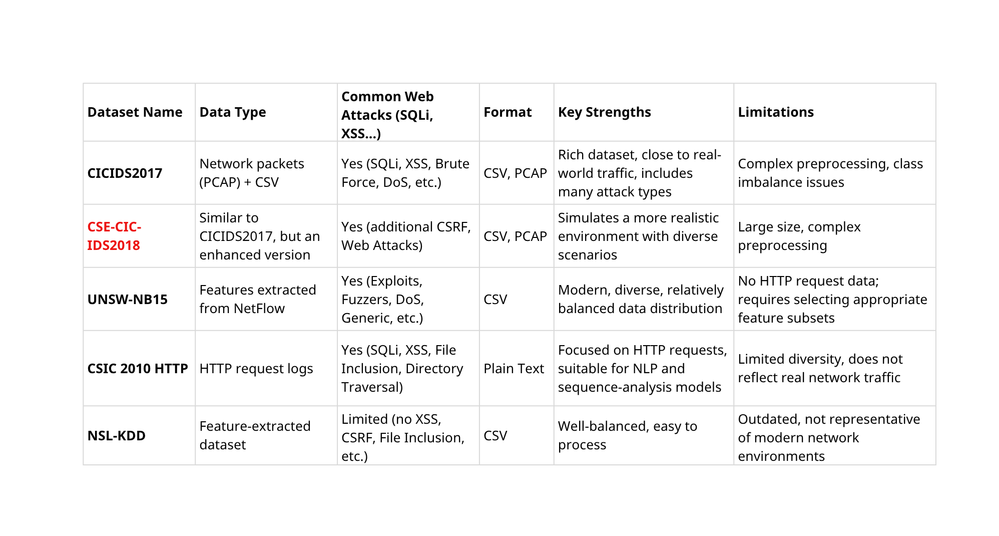 Dataset Name
Data Type
Common Web
Attacks (SQLi,
XSS...)
Format
Key Strengths
Limitations
CICIDS2017
Network packets
(PCAP) + CSV
Yes (SQLi, XSS, Brute
Force, DoS, etc.)
CSV, PCAP
Rich dataset, close to real-
world traffic, includes
many attack types
Complex preprocessing, class
imbalance issues
CSE-CIC-
IDS2018
Similar to
CICIDS2017, but an
enhanced version
Yes (additional CSRF,
Web Attacks)
CSV, PCAP
Simulates a more realistic
environment with diverse
scenarios
Large size, complex
preprocessing
UNSW-NB15
Features extracted
from NetFlow
Yes (Exploits,
Fuzzers, DoS,
Generic, etc.)
CSV
Modern, diverse, relatively
balanced data distribution
No HTTP request data;
requires selecting appropriate
feature subsets
CSIC 2010 HTTP
HTTP request logs
Yes (SQLi, XSS, File
Inclusion, Directory
Traversal)
Plain Text
Focused on HTTP requests,
suitable for NLP and
sequence-analysis models
Limited diversity, does not
reflect real network traffic
NSL-KDD
Feature-extracted
dataset
Limited (no XSS,
CSRF, File Inclusion,
etc.)
CSV
Well-balanced, easy to
process
Outdated, not representative
of modern network
environments